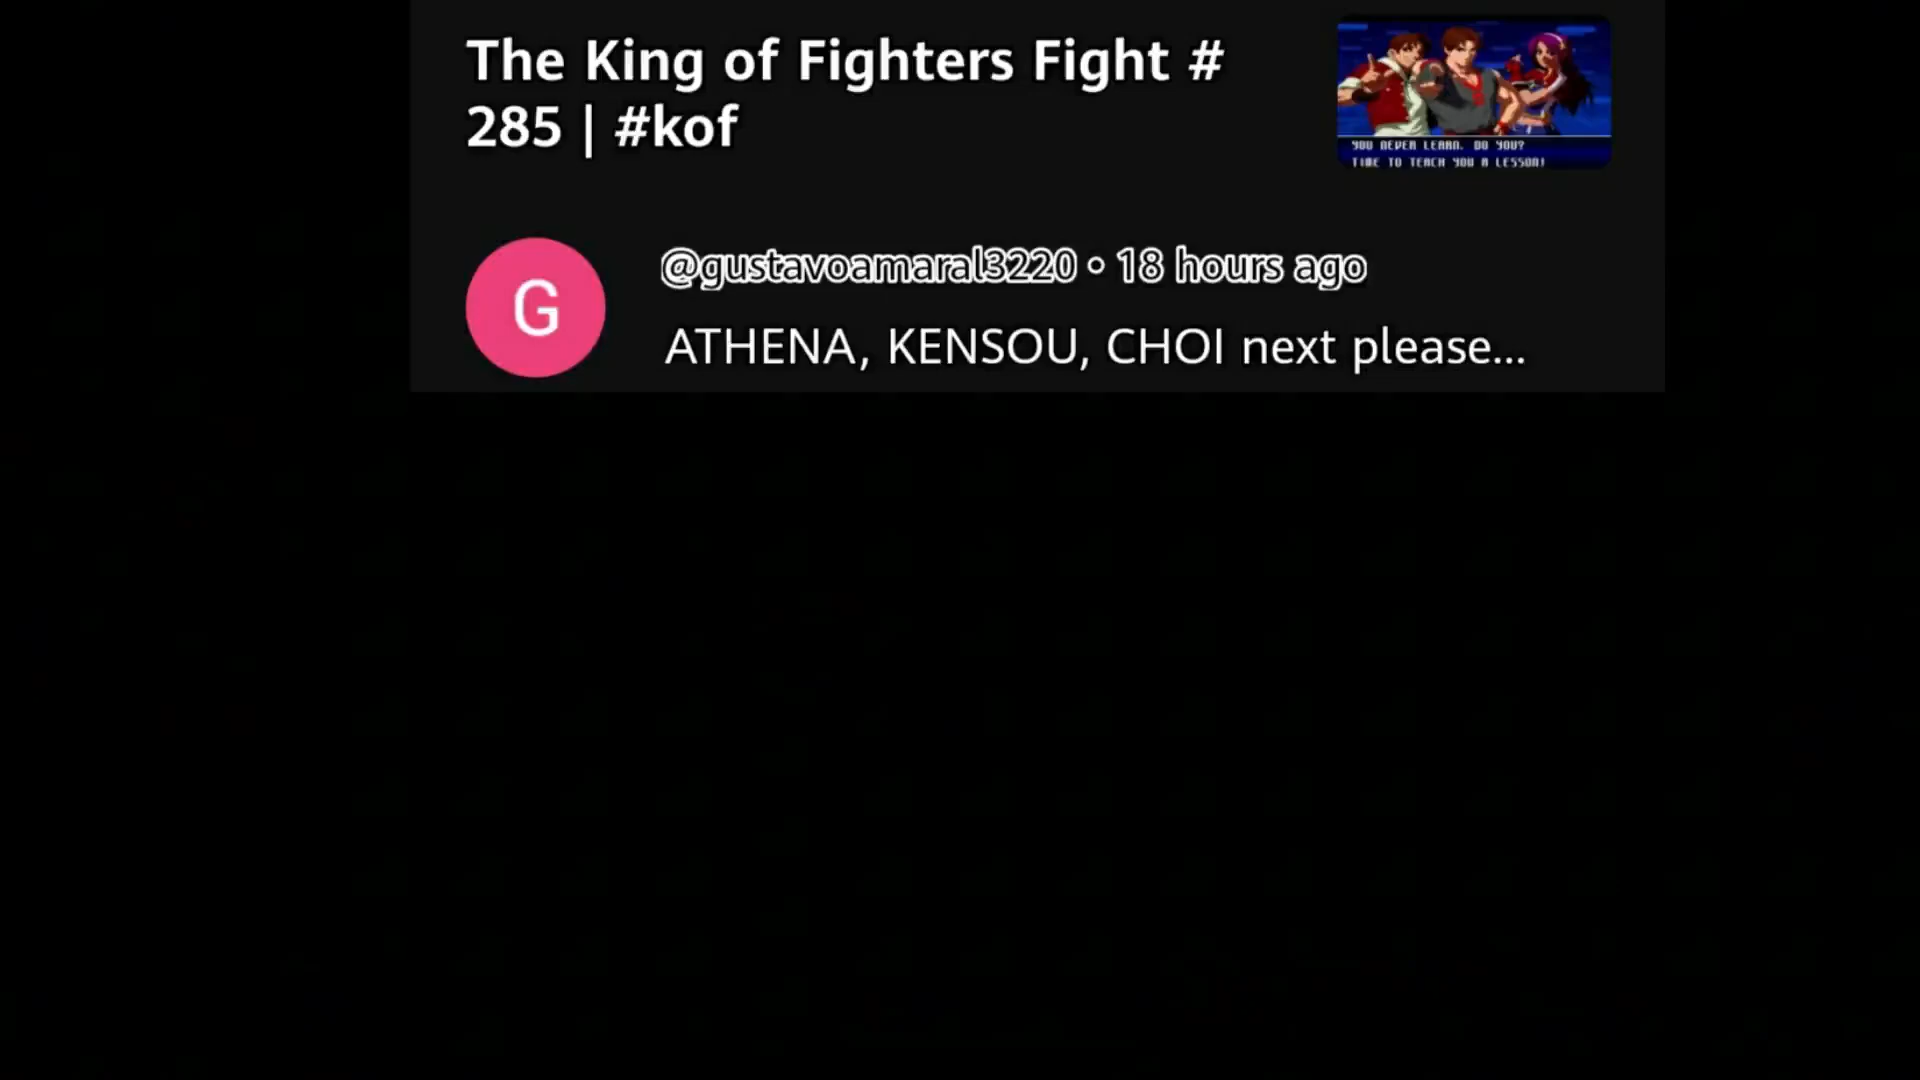 The King of Fighters Fight #
285 | #kof
YOU NEVER LEARN. DO YOU?
TIME TO TEACH YOU A LESSON!
G
@gustavoamaral3220 • 18 hours ago
ATHENA, KENSOU, CHOI next please...